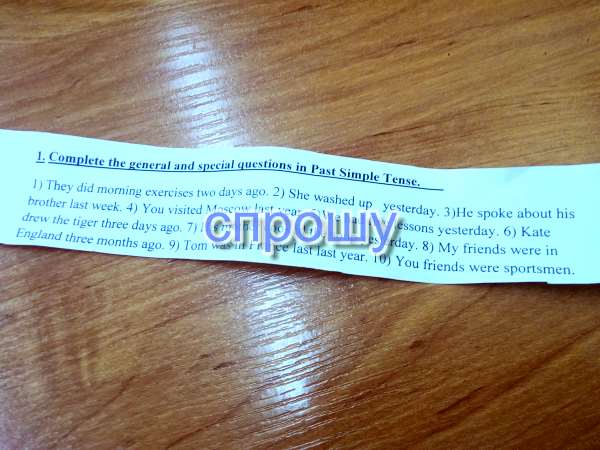 1. Complete the general and special questions in Past Simple Tense.
1) They did morning exercises two days ago. 2) She washed up yesterday. 3)He spoke about his
brother last week. 4) You visited Moscow last year. lessons yesterday. 6) Kate
drew the tiger three days ago. 7) yesterday. 8) My friends were in
England three months ago. 9) Tom was in last last year. 10) You friends were sportsmen.
спрошу